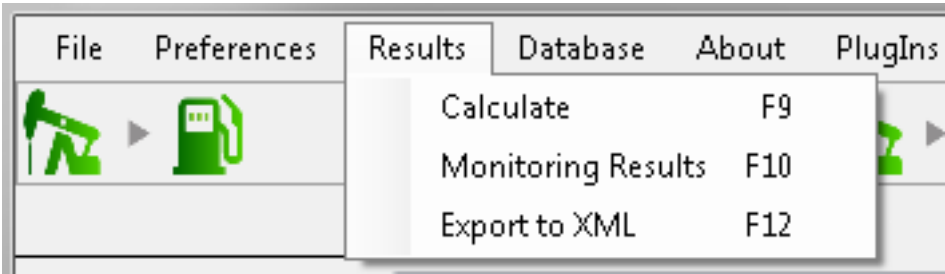 File Preferences Results Database About PlugIns
Calculate F9
Monitoring Results F10
Export to XML F12